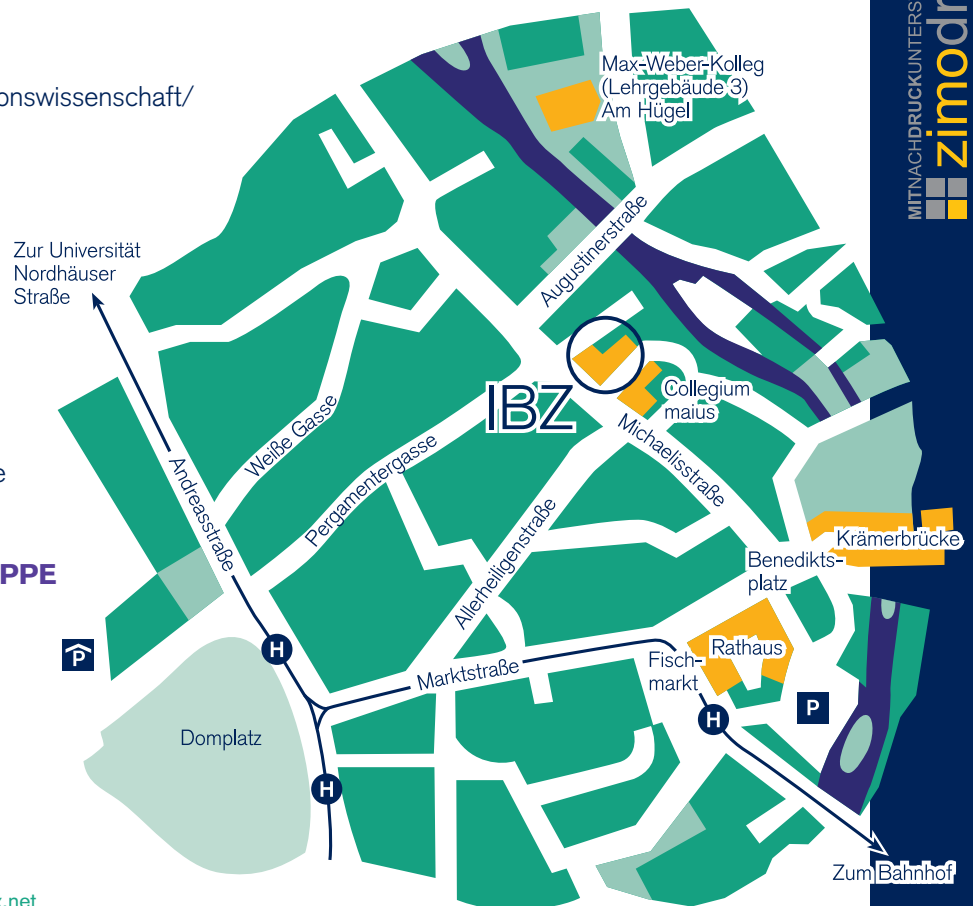 onswissenschaft/
e
PPE
t.net
MITNACHDRUCKUNTERS
zimodr
Max-Weber-Kolleg
(Lehrgebäude 3)
Am Hügel
Zur Universität
Nordhäuser
Straße
Augustinerstraße
IBZ
Collegium
maius
Michaelisstraße
Weiße Gasse
Pergamentergasse
Andreasstraße
Allerheiligenstraße
Krämerbrücke
Benedikts-
platz
P
H
Marktstraße
Fisch-
markt
Rathaus
P
H
Domplatz
H
Zum Bahnhof